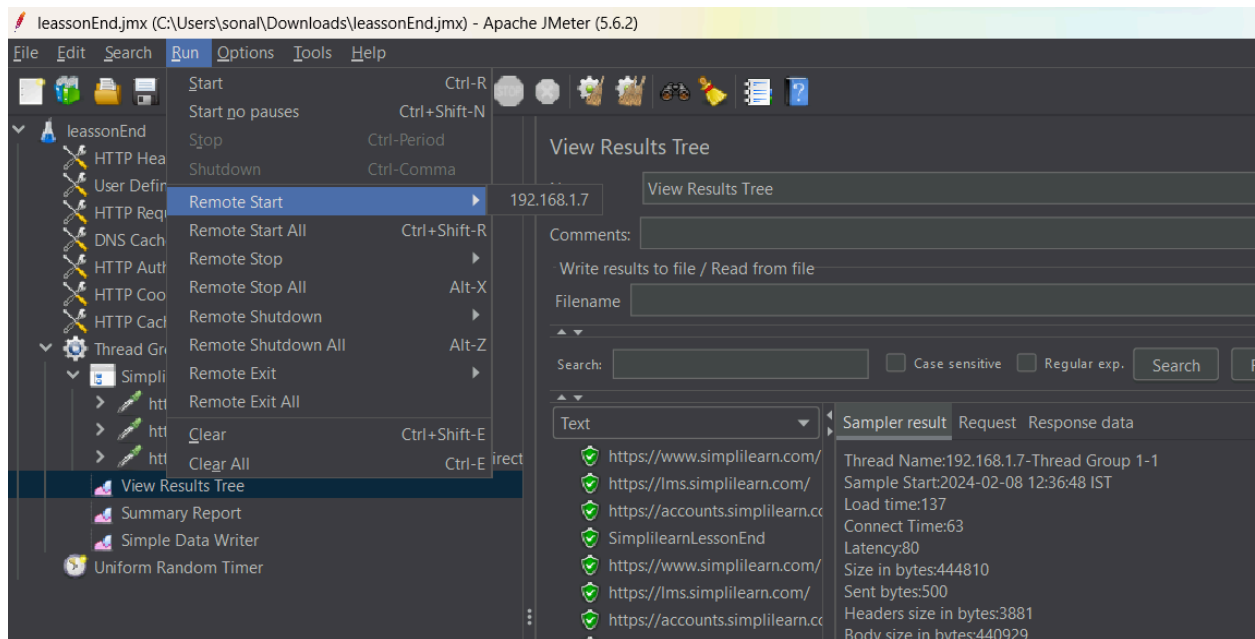 leassonEnd.jmx (C:\Users\sonal\Downloads\leassonEnd.jmx) - Apache JMeter (5.6.2)
File Edit Search Run Options Tools Help
Start Ctrl-R
Start no pauses Ctrl+Shift-N
Stop Ctrl-Period
Shutdown Ctrl-Comma
Remote Start
192.168.1.7
Remote Start All Ctrl+Shift-R
Remote Stop
Remote Stop All Alt-X
Remote Shutdown
Remote Shutdown All Alt-Z
Remote Exit
Remote Exit All
Clear Ctrl+Shift-E
Clear All Ctrl-E
STOP
leassonEnd
HTTP Hea
User Defin
HTTP Requ
DNS Cach
HTTP Auth
HTTP Coo
HTTP Cach
Thread Gr
Simpli
htt
htt
htt
irect
View Results Tree
Summary Report
Simple Data Writer
Uniform Random Timer
View Results Tree
View Results Tree
Comments:
Write results to file / Read from file
Filename
Search: Case sensitive Regular exp. Search
Text
https://www.simplilearn.com/
https://lms.simplilearn.com/
https://accounts.simplilearn.co
SimplilearnLessonEnd
https://www.simplilearn.com/
https://lms.simplilearn.com/
https://accounts.simplilearn.co
Sampler result Request Response data
Thread Name:192.168.1.7-Thread Group 1-1
Sample Start:2024-02-08 12:36:48 IST
Load time:137
Connect Time:63
Latency:80
Size in bytes:444810
Sent bytes:500
Headers size in bytes:3881
Body size in bytes:440929